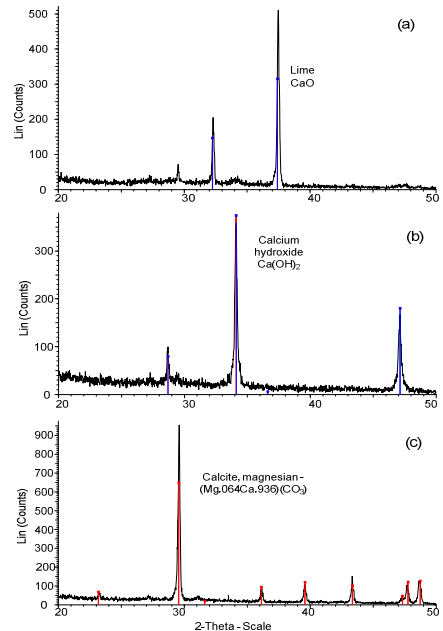 (a)
Lin (Counts)
500
400
300
200
100
0
Lime
CaO
20 30 40 50
(b)
Lin (Counts)
300
200
100
0
Calcium
hydroxide
Ca(OH)₂
20 30 40 50
(c)
Lin (Counts)
900
800
700
600
500
400
300
200
100
0
Calcite, magnesian -
(Mg.064Ca.936)(CO₃)
20 30 40 50
2-Theta - Scale